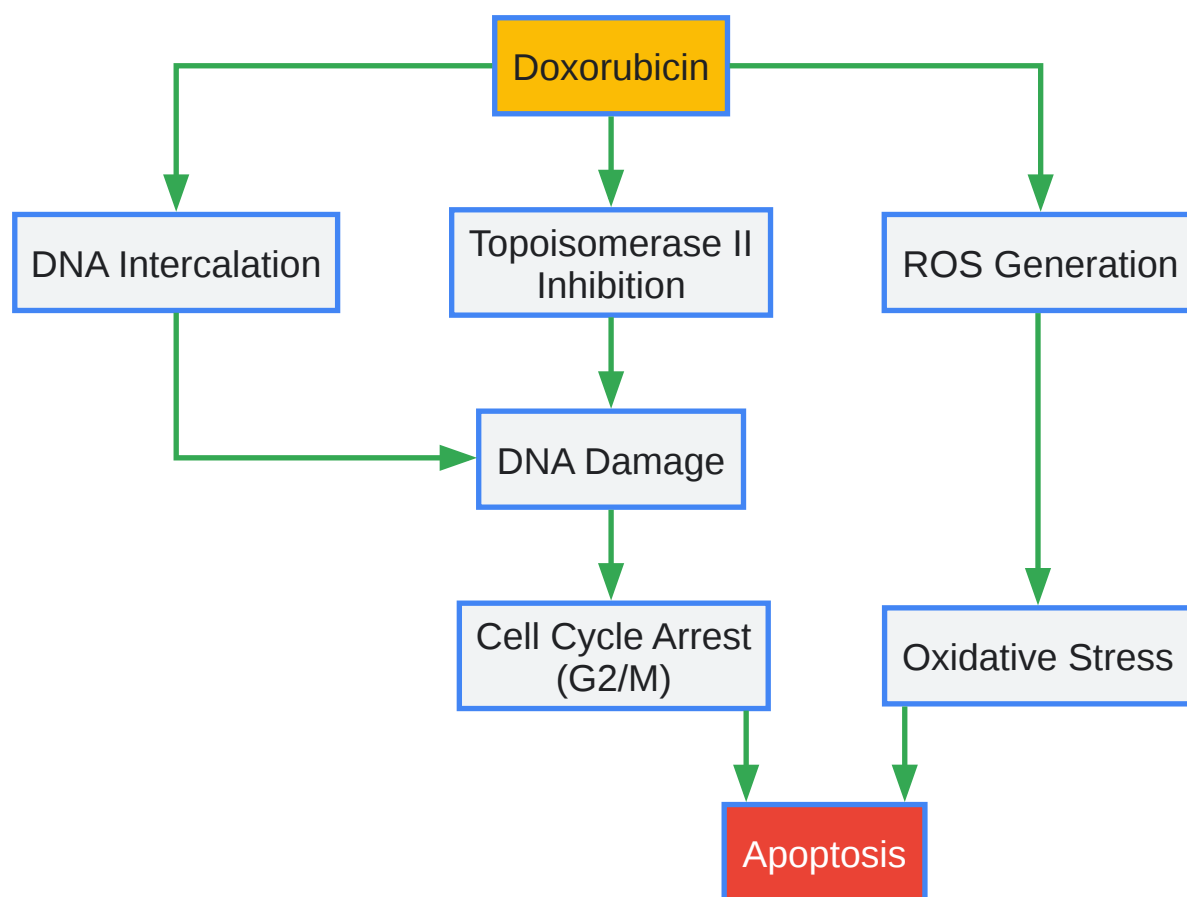 Doxorubicin
DNA Intercalation
Topoisomerase II
Inhibition
ROS Generation
DNA Damage
Cell Cycle Arrest
(G2/M)
Oxidative Stress
Apoptosis